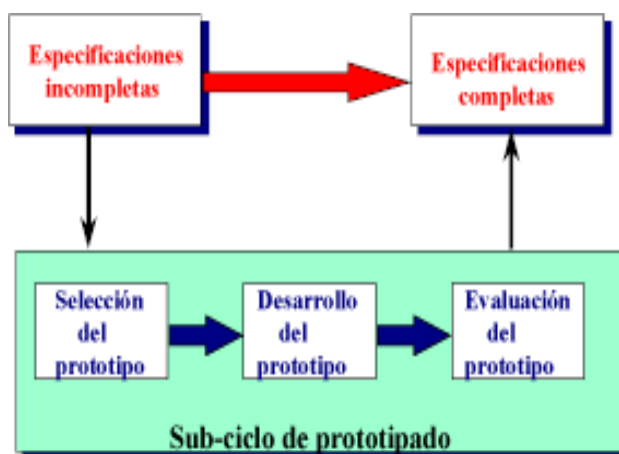 Especificaciones
incompletas
Especificaciones
completas
Selección
del
prototipo
Desarrollo
del
prototipo
Evaluación
del
prototipo
Sub-ciclo de prototipado